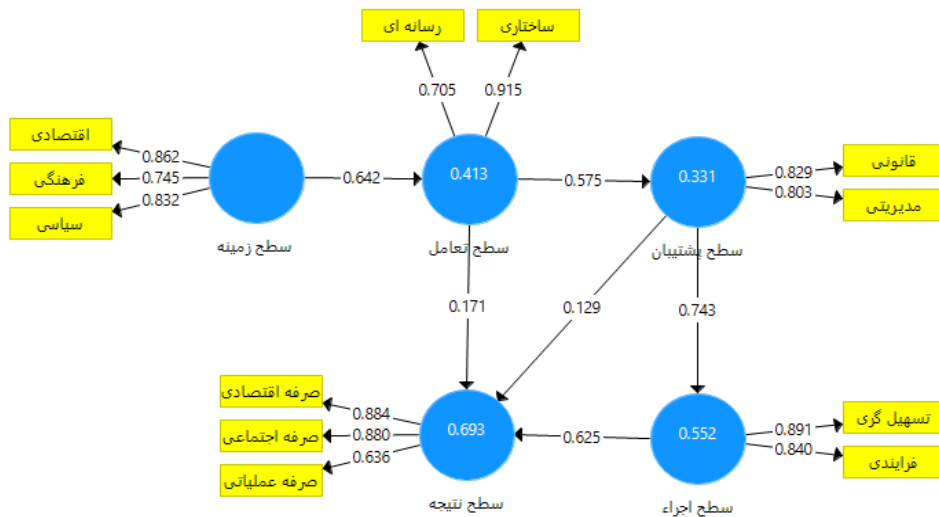 رسانه ای
ساختاری
0.705
0.915
اقتصادی
فرهنگی
سیاسی
0.862
0.745
0.832
سطح زمینه
0.642
0.413
سطح تعامل
0.575
0.331
سطح پشتیبان
0.829
0.803
قانونی
مدیریتی
0.171
0.129
0.743
صرفه اقتصادی
صرفه اجتماعی
صرفه عملیاتی
0.884
0.880
0.636
0.693
سطح نتیجه
0.625
0.552
سطح اجراء
0.891
0.840
تسهیل گری
فرایندی